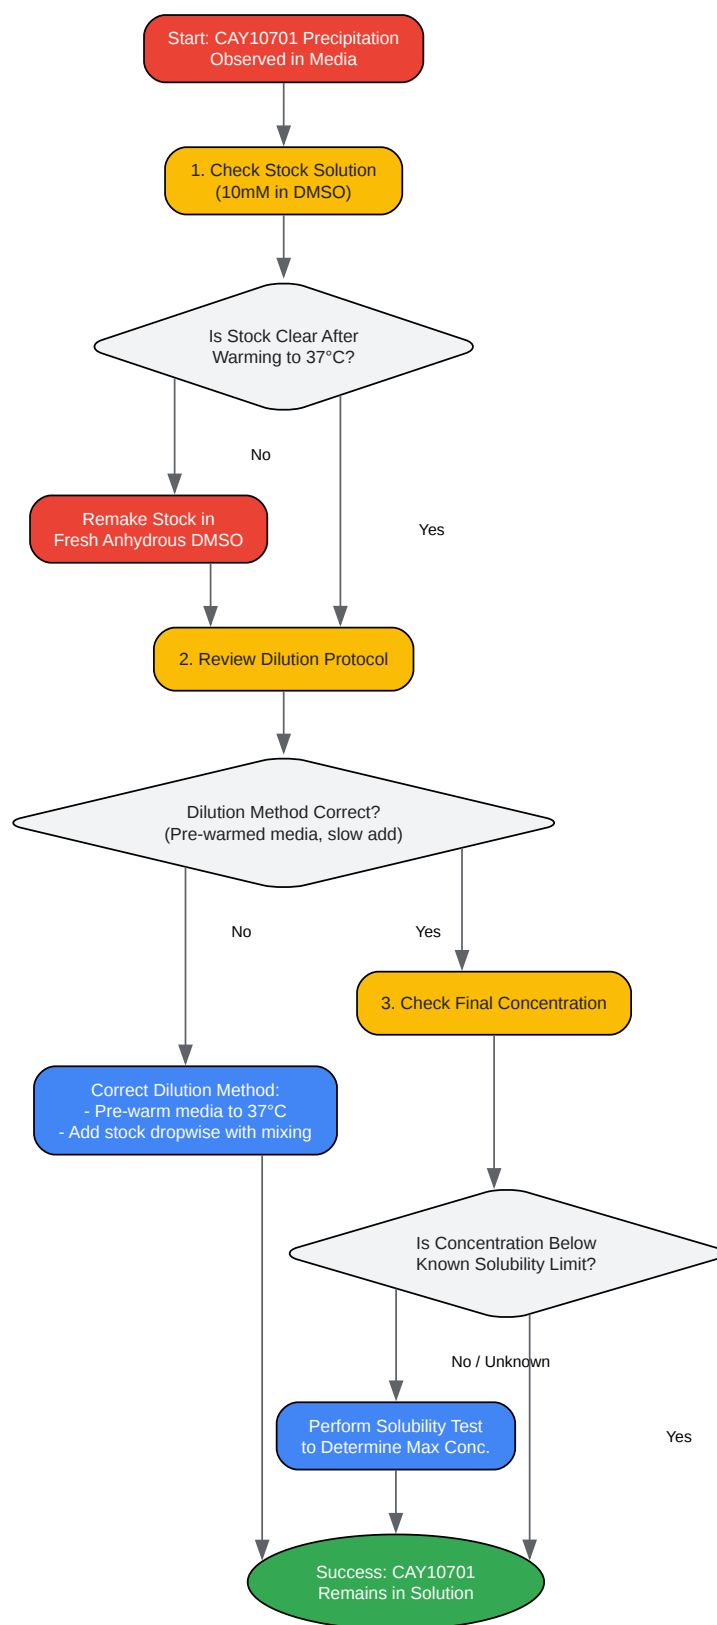 Start: CAY10701 Precipitation
Observed in Media
1. Check Stock Solution
(10mM in DMSO)
Is Stock Clear After
Warming to 37°C?
No
Yes
Remake Stock in
Fresh Anhydrous DMSO
2. Review Dilution Protocol
Dilution Method Correct?
(Pre-warmed media, slow add)
No
Yes
3. Check Final Concentration
Correct Dilution Method:
- Pre-warm media to 37°C
- Add stock dropwise with mixing
Is Concentration Below
Known Solubility Limit?
No / Unknown
Yes
Perform Solubility Test
to Determine Max Conc.
Success: CAY10701
Remains in Solution